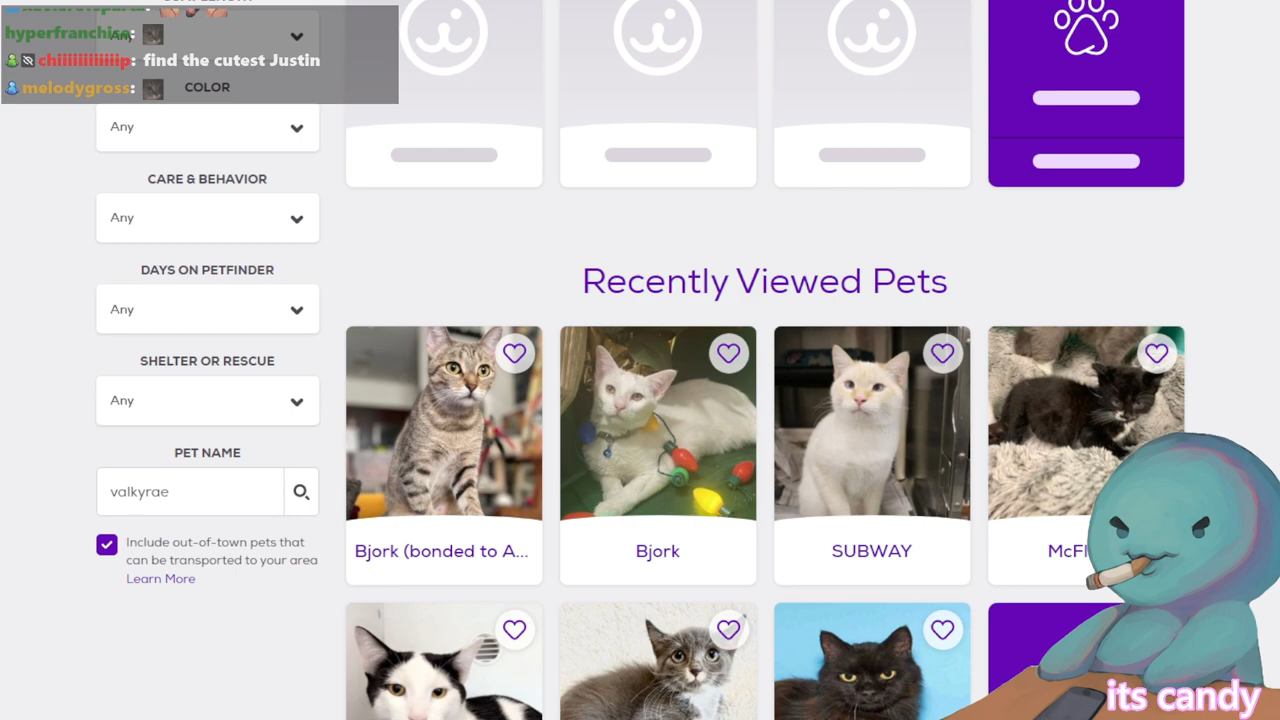 hyperfranchise:
chiiiiiiiiiiip: find the cutest Justin
melodygross:
COLOR
Any
CARE & BEHAVIOR
Any
DAYS ON PETFINDER
Any
SHELTER OR RESCUE
Any
PET NAME
valkyrae
Include out-of-town pets that
can be transported to your area
Learn More
Recently Viewed Pets
Bjork (bonded to A...
Bjork
SUBWAY
its candy